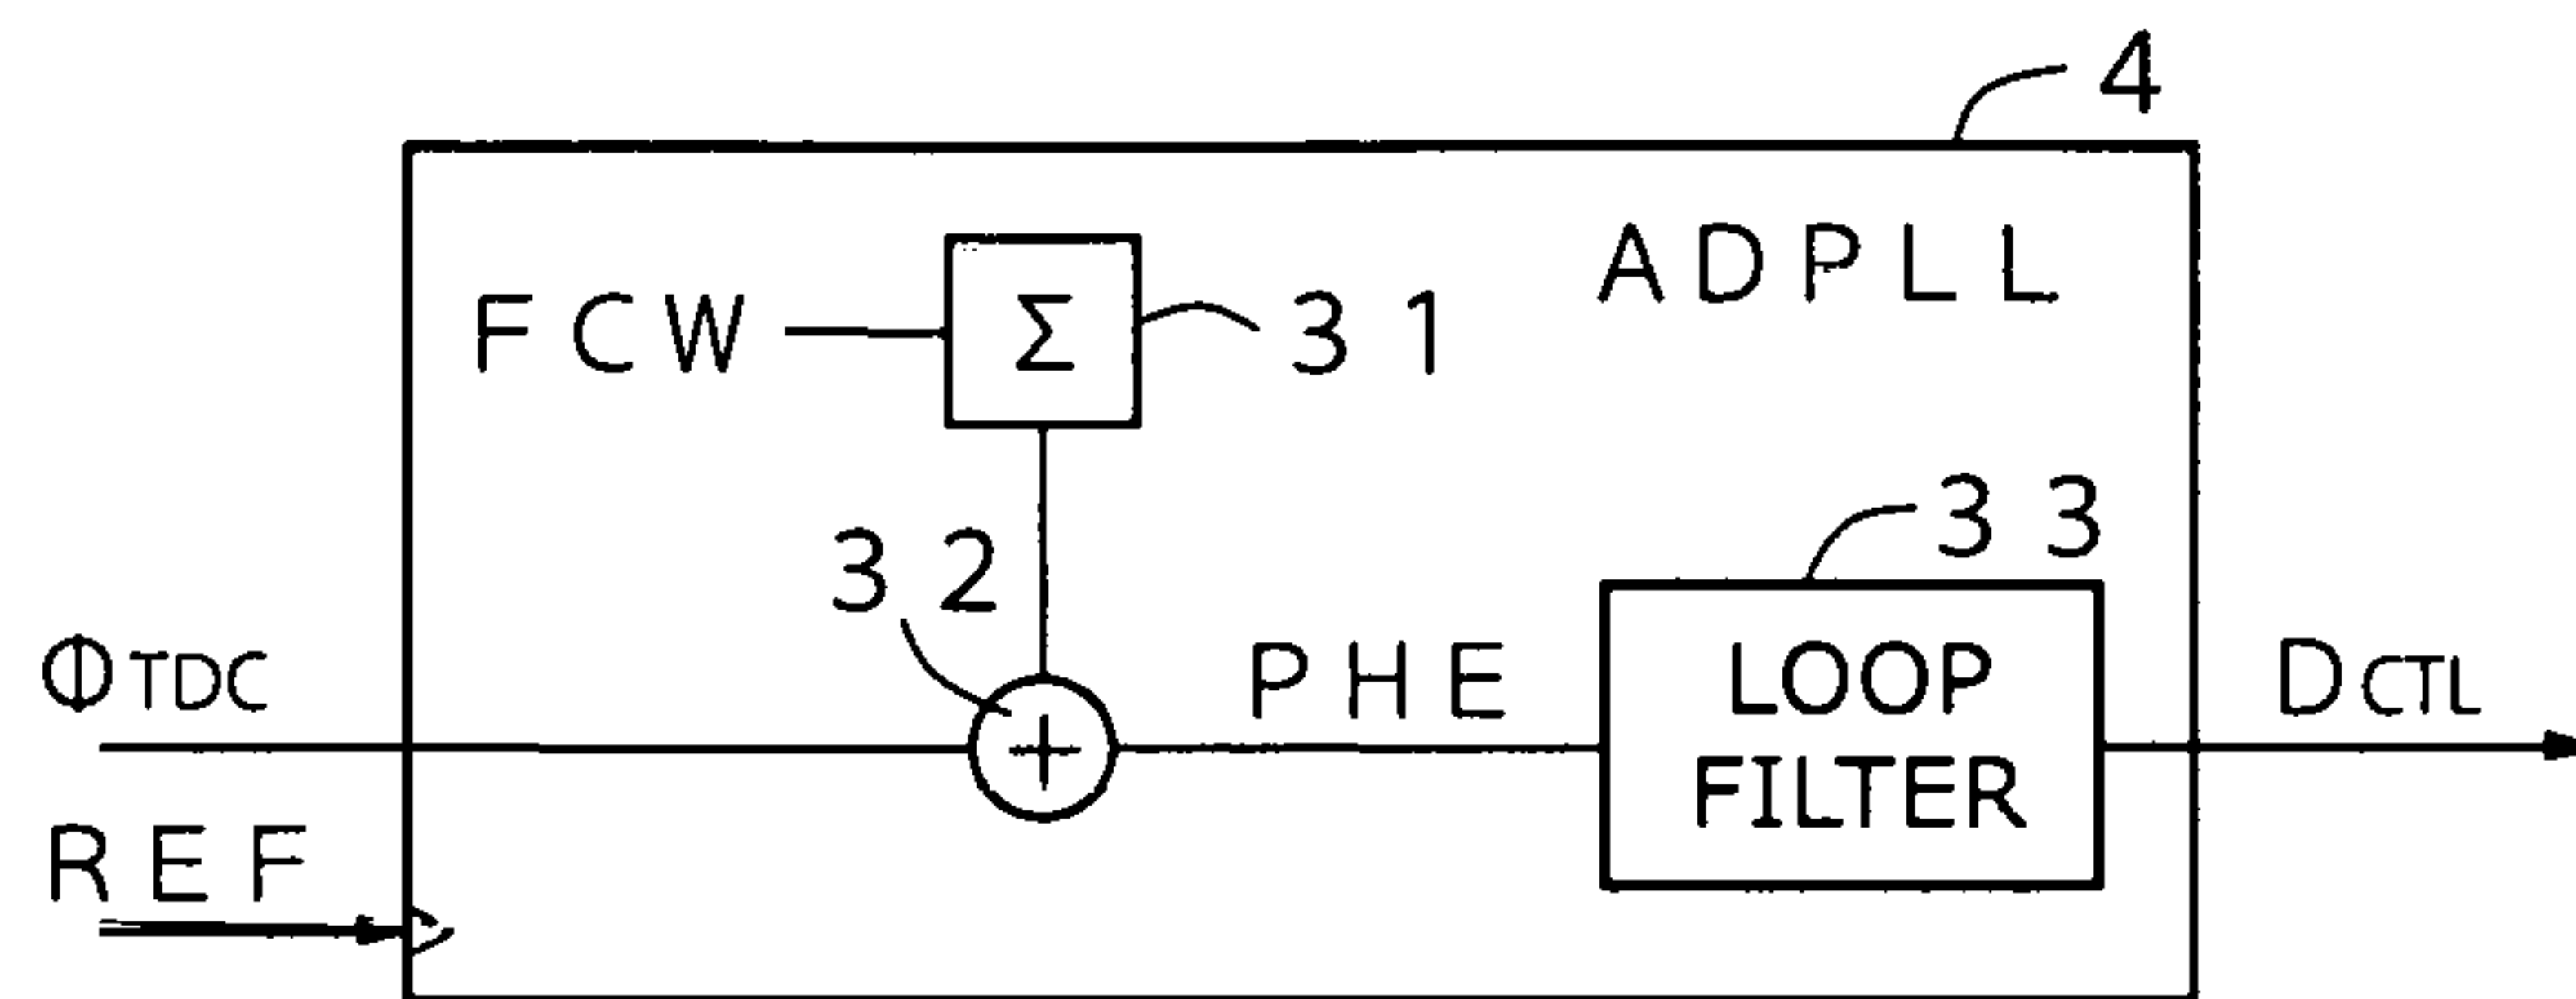 4
ADPLL
FCW
Σ
31
32
33
ΦTDC
PHE
LOOP
FILTER
DCTL
+
REF